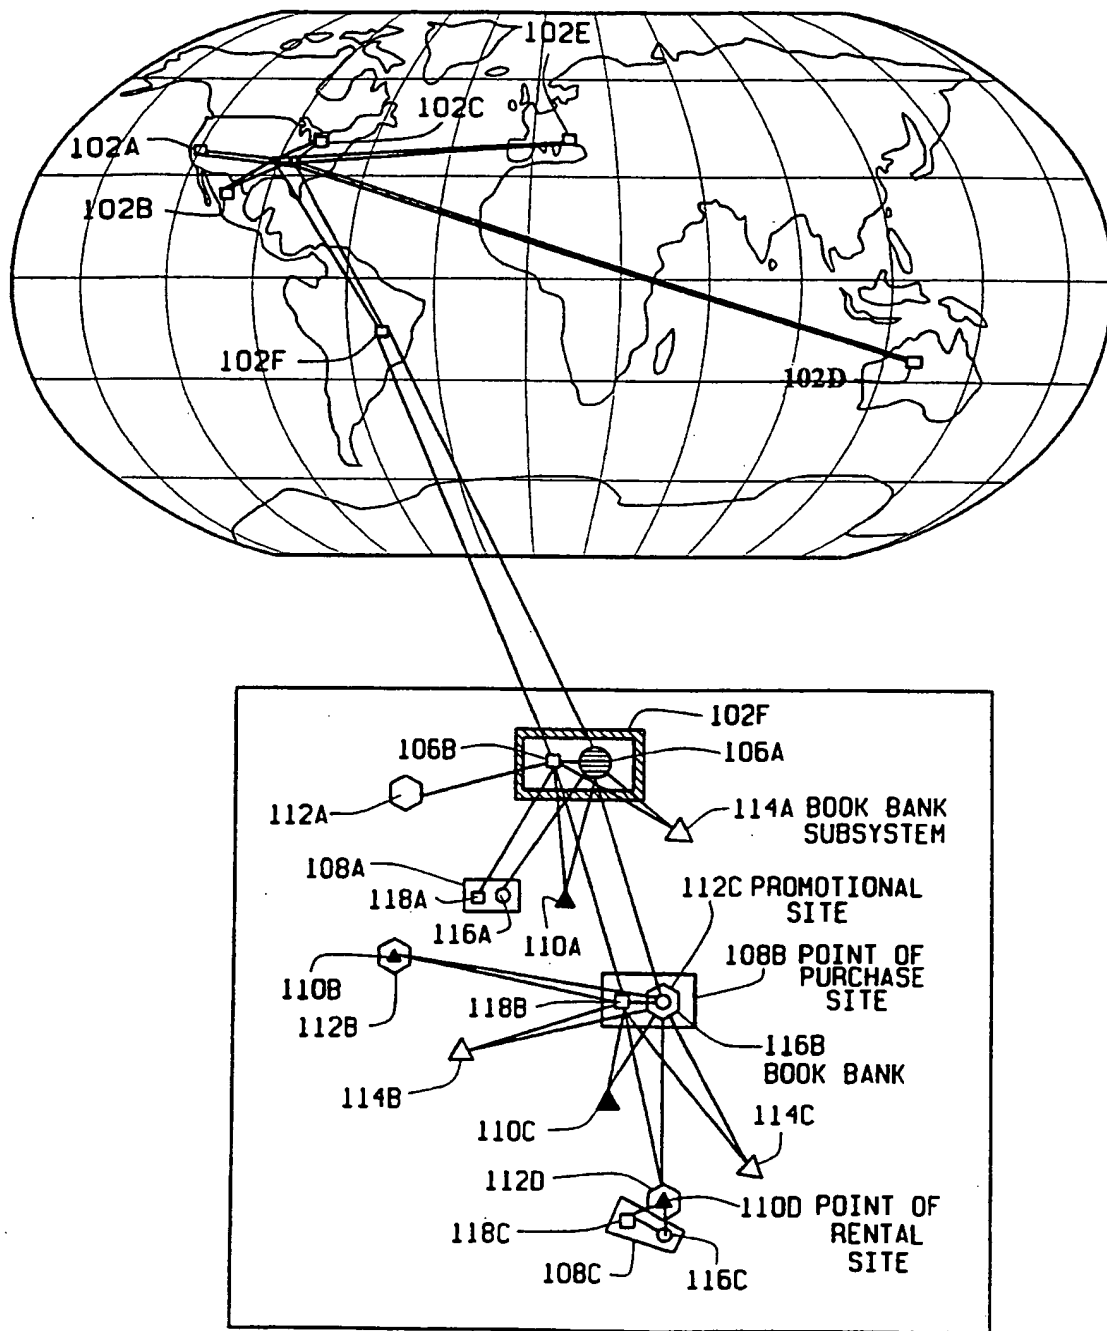 102E
102C
102A
102B
102F
102D
102F
106B
106A
112A
114A BOOK BANK
SUBSYSTEM
108A
118A
116A
110A
112C PROMOTIONAL
SITE
110B
112B
118B
108B POINT OF
PURCHASE
SITE
116B
BOOK BANK
114B
110C
114C
112D
110D POINT OF
RENTAL
SITE
118C
108C
116C